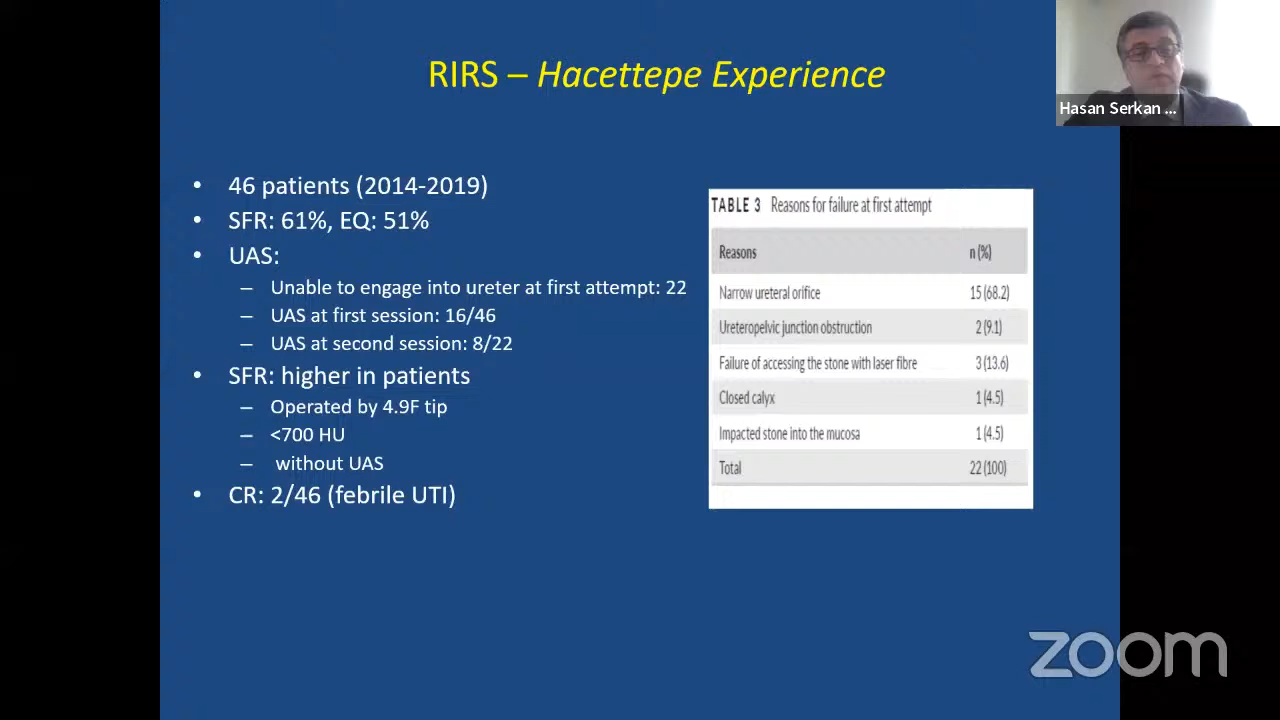 RIRS – Hacettepe Experience
Hasan Serkan ...
• 46 patients (2014-2019)
• SFR: 61%, EQ: 51%
• UAS:
– Unable to engage into ureter at first attempt: 22
– UAS at first session: 16/46
– UAS at second session: 8/22
• SFR: higher in patients
– Operated by 4.9F tip
– <700 HU
– without UAS
• CR: 2/46 (febrile UTI)
TABLE 3 Reasons for failure at first attempt
Reasons n (%)
Narrow ureteral orifice 15 (68.2)
Ureteropelvic junction obstruction 2 (9.1)
Failure of accessing the stone with laser fibre 3 (13.6)
Closed calyx 1 (4.5)
Impacted stone into the mucosa 1 (4.5)
Total 22 (100)
zoom